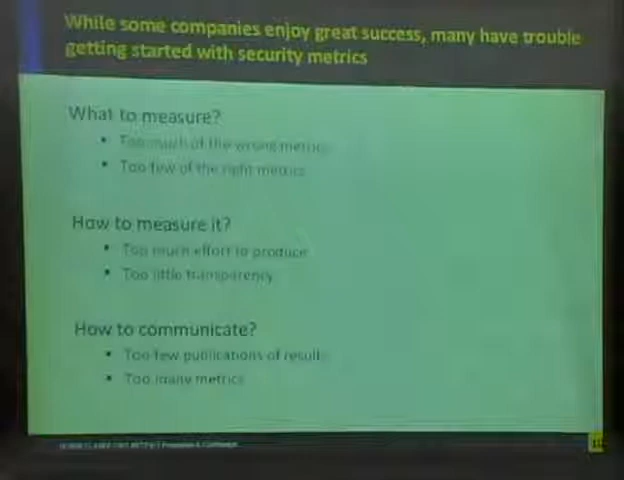 While some companies enjoy great success, many have trouble
getting started with security metrics
What to measure?
• Too much of the wrong metrics
• Too few of the right metrics
How to measure it?
• Too much effort to produce
• Too little transparency
How to communicate?
• Too few publications of results
• Too many metrics